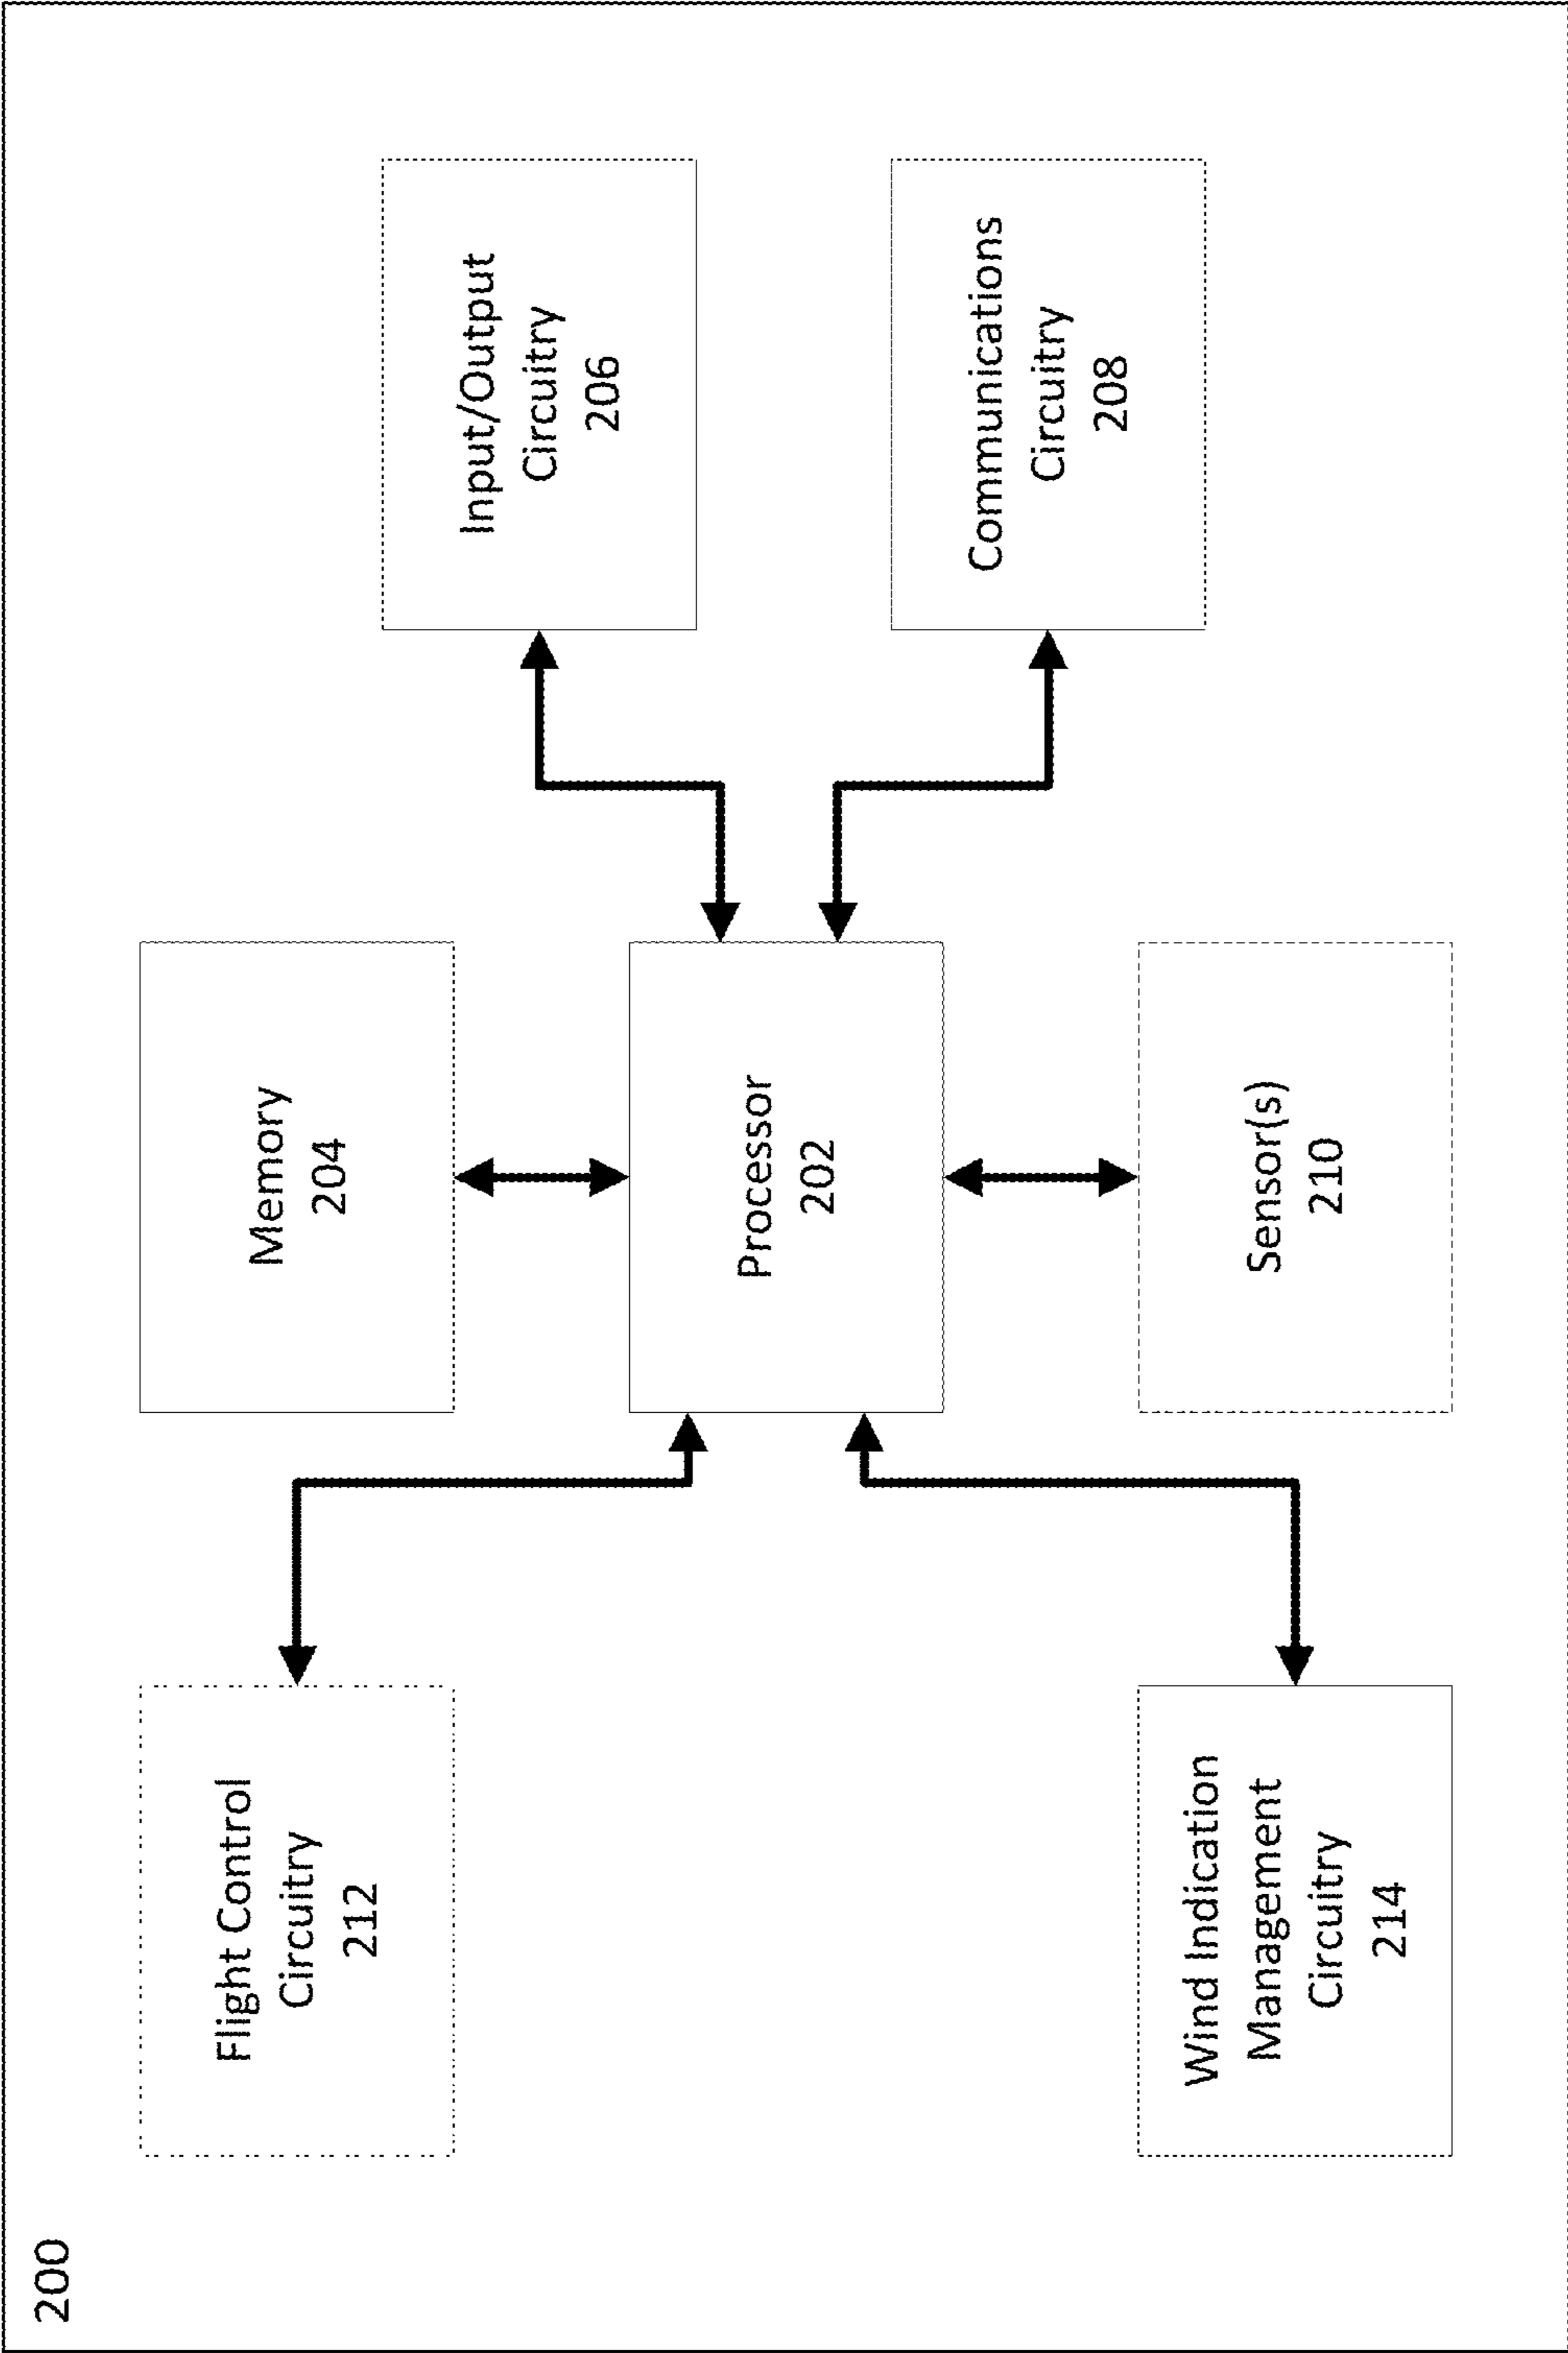 200
Flight Control
Circuitry
212
Memory
204
Input/Output
Circuitry
206
Processor
202
Communications
Circuitry
208
Wind Indication
Management
Circuitry
214
Sensor(s)
210